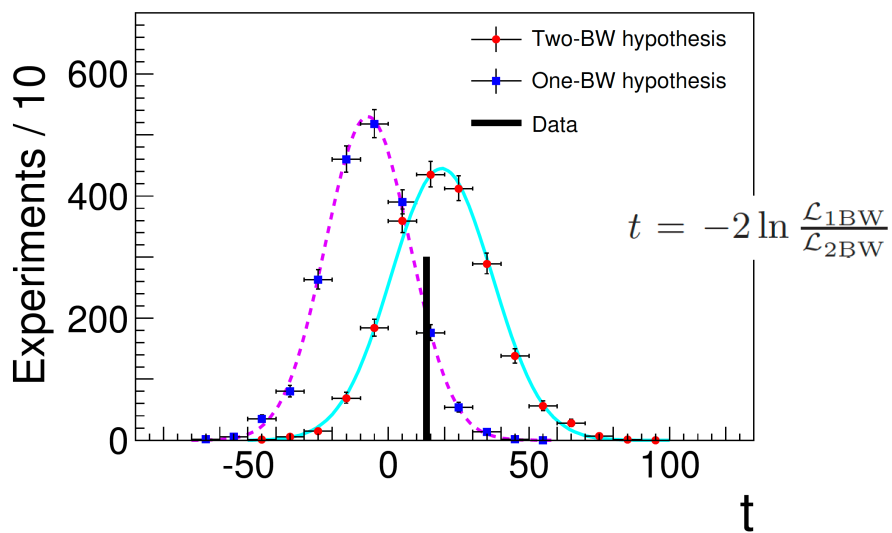 Experiments / 10
600
400
200
0
-50 0 50 100
t
Two-BW hypothesis
One-BW hypothesis
Data
t = −2 ln ℒ1BW / ℒ2BW